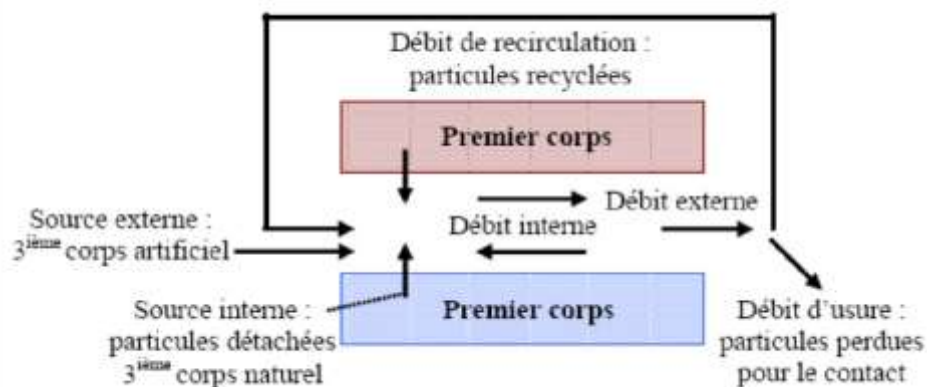 Débit de recirculation :
particules recyclées
Premier corps
Débit externe
Source externe :
3ième corps artificiel
Débit interne
Source interne :
particules détachées
3ième corps naturel
Premier corps
Débit d'usure :
particules perdues
pour le contact